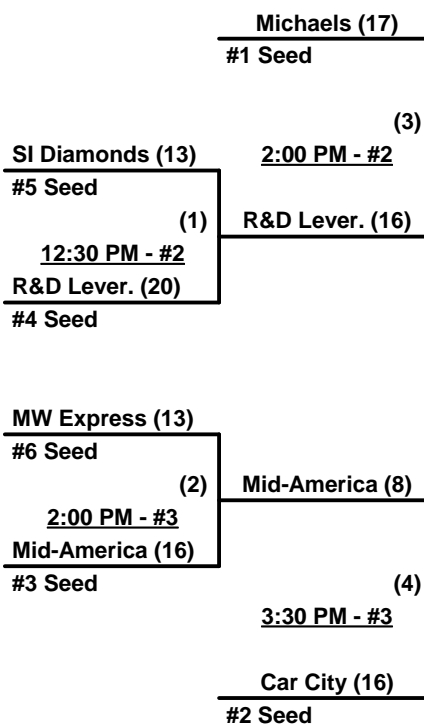 Michaels (17)
#1 Seed
(3)
SI Diamonds (13)
2:00 PM - #2
#5 Seed
(1)
R&D Lever. (16)
12:30 PM - #2
R&D Lever. (20)
#4 Seed
MW Express (13)
#6 Seed
(2)
Mid-America (8)
2:00 PM - #3
Mid-America (16)
#3 Seed
(4)
3:30 PM - #3
Car City (16)
#2 Seed